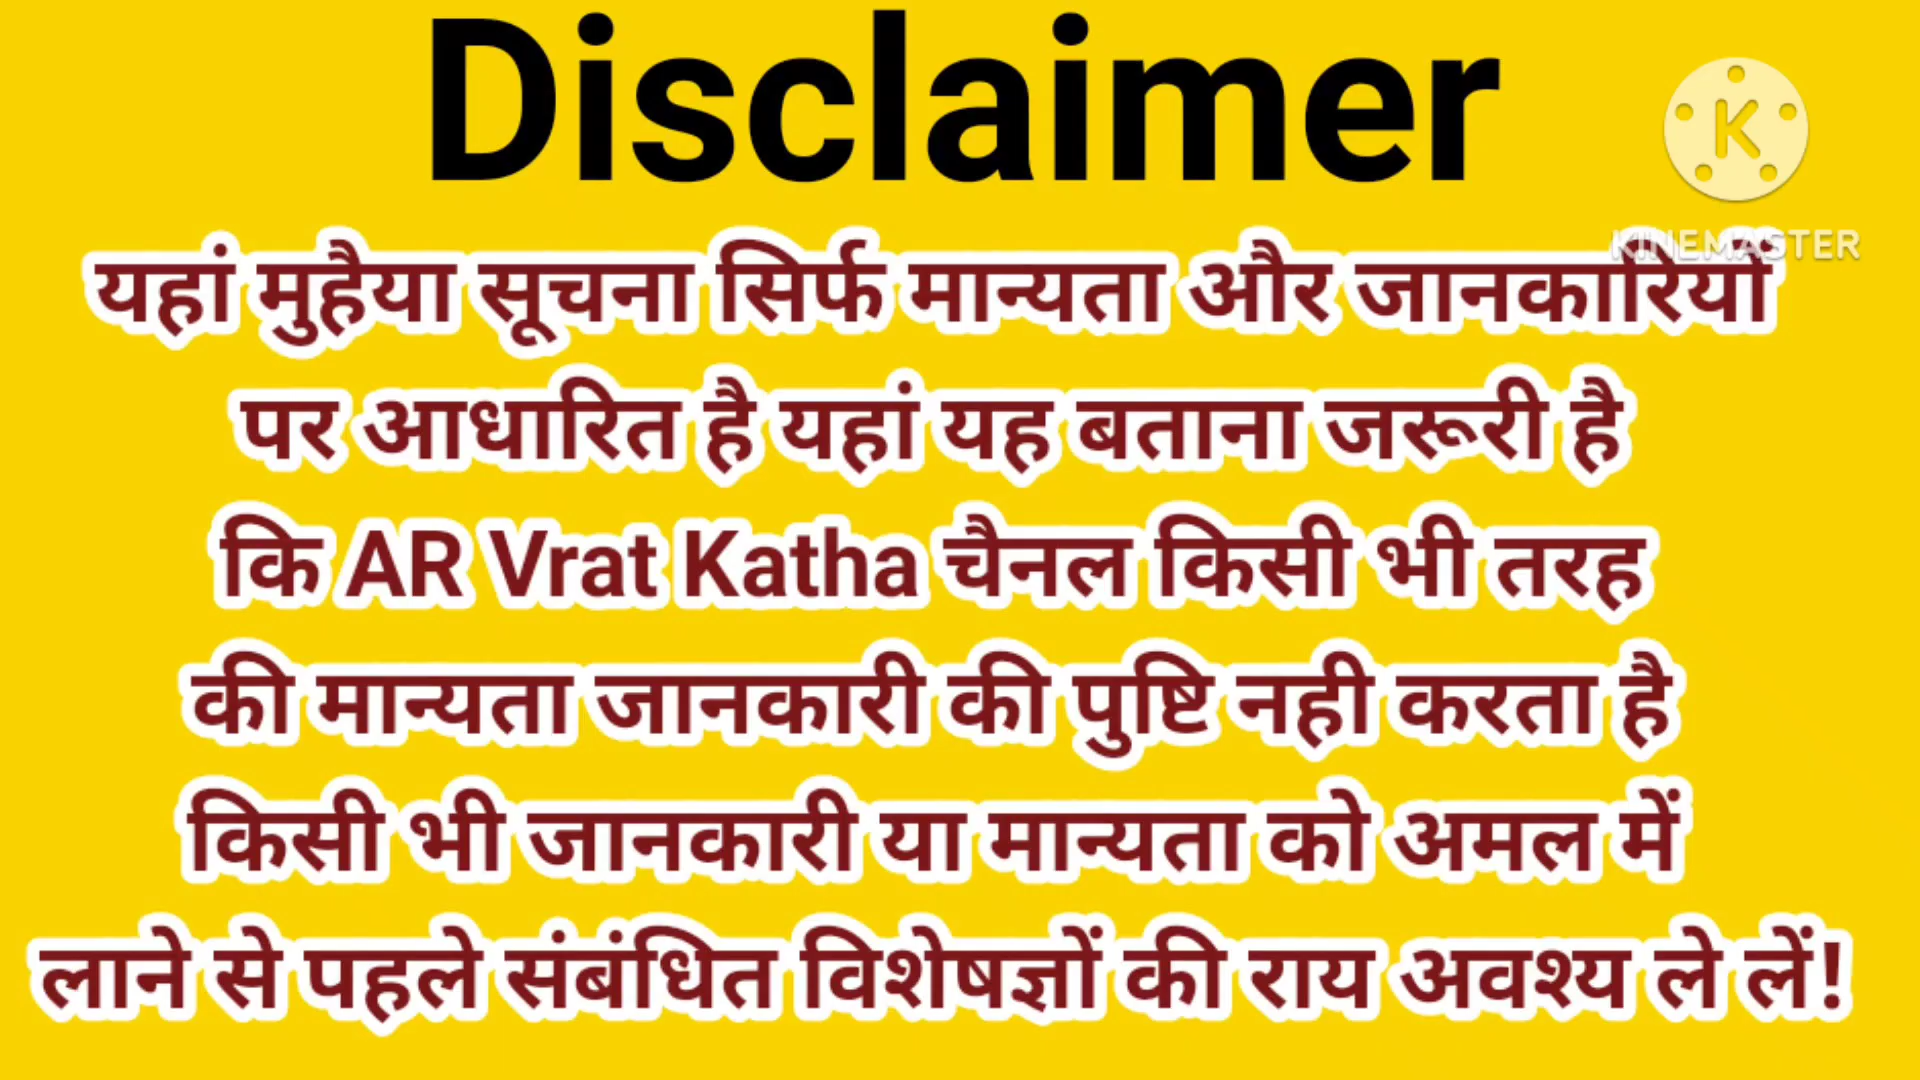 Disclaimer
K
KINEMASTER
यहां मुहैया सूचना सिर्फ मान्यता और जानकारियों
पर आधारित है यहां यह बताना जरूरी है
कि AR Vrat Katha चैनल किसी भी तरह
की मान्यता जानकारी की पुष्टि नही करता है
किसी भी जानकारी या मान्यता को अमल में
लाने से पहले संबंधित विशेषज्ञों की राय अवश्य ले लें!